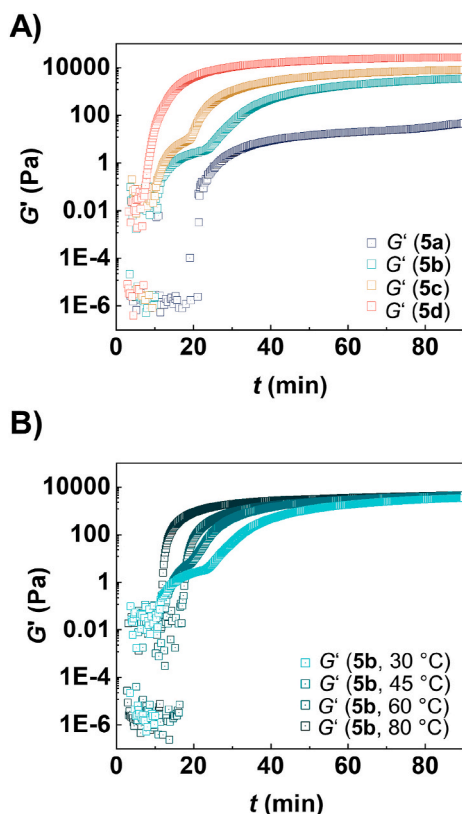 A)
10000
100
1
0.01
1E-4
1E-6
G' (Pa)
G‘ (5a)
G‘ (5b)
G‘ (5c)
G‘ (5d)
0 20 40 60 80
t (min)
B)
10000
100
1
0.01
1E-4
1E-6
G' (Pa)
G‘ (5b, 30 °C)
G‘ (5b, 45 °C)
G‘ (5b, 60 °C)
G‘ (5b, 80 °C)
0 20 40 60 80
t (min)